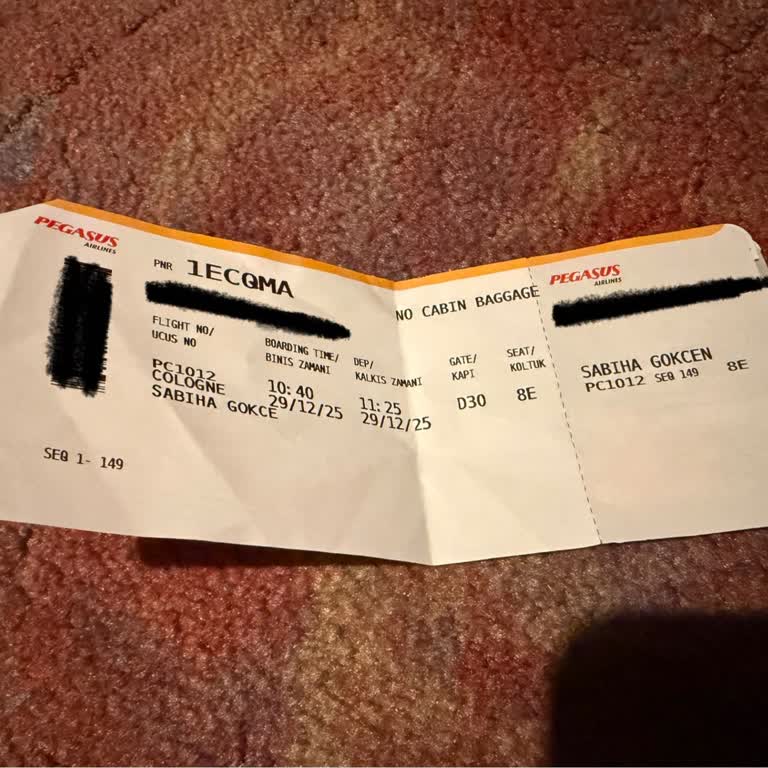 PEGASUS
AIRLINES
PNR 1ECQMA
NO CABIN BAGGAGE
FLIGHT NO/
UCUS NO
BOARDING TIME/
BINIS ZAMANI
DEP/
KALKIS ZAMANI
GATE/
KAPI
SEAT/
KOLTUK
PC1012
COLOGNE
SABIHA GOKCE
10:40
29/12/25
11:25
29/12/25
D30
8E
SEQ 1- 149
PEGASUS
AIRLINES
SABIHA GOKCEN
PC1012 SEQ 149 8E